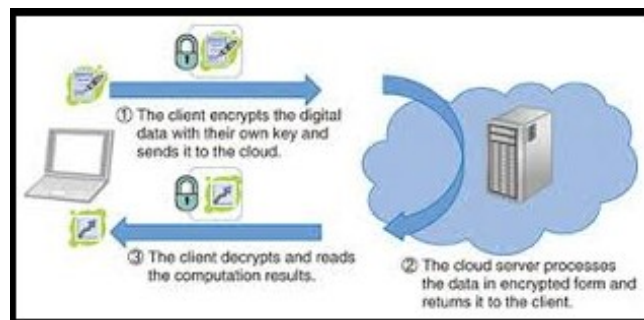 ① The client encrypts the digital
data with their own key and
sends it to the cloud.
③ The client decrypts and reads
the computation results.
② The cloud server processes
the data in encrypted form and
returns it to the client.